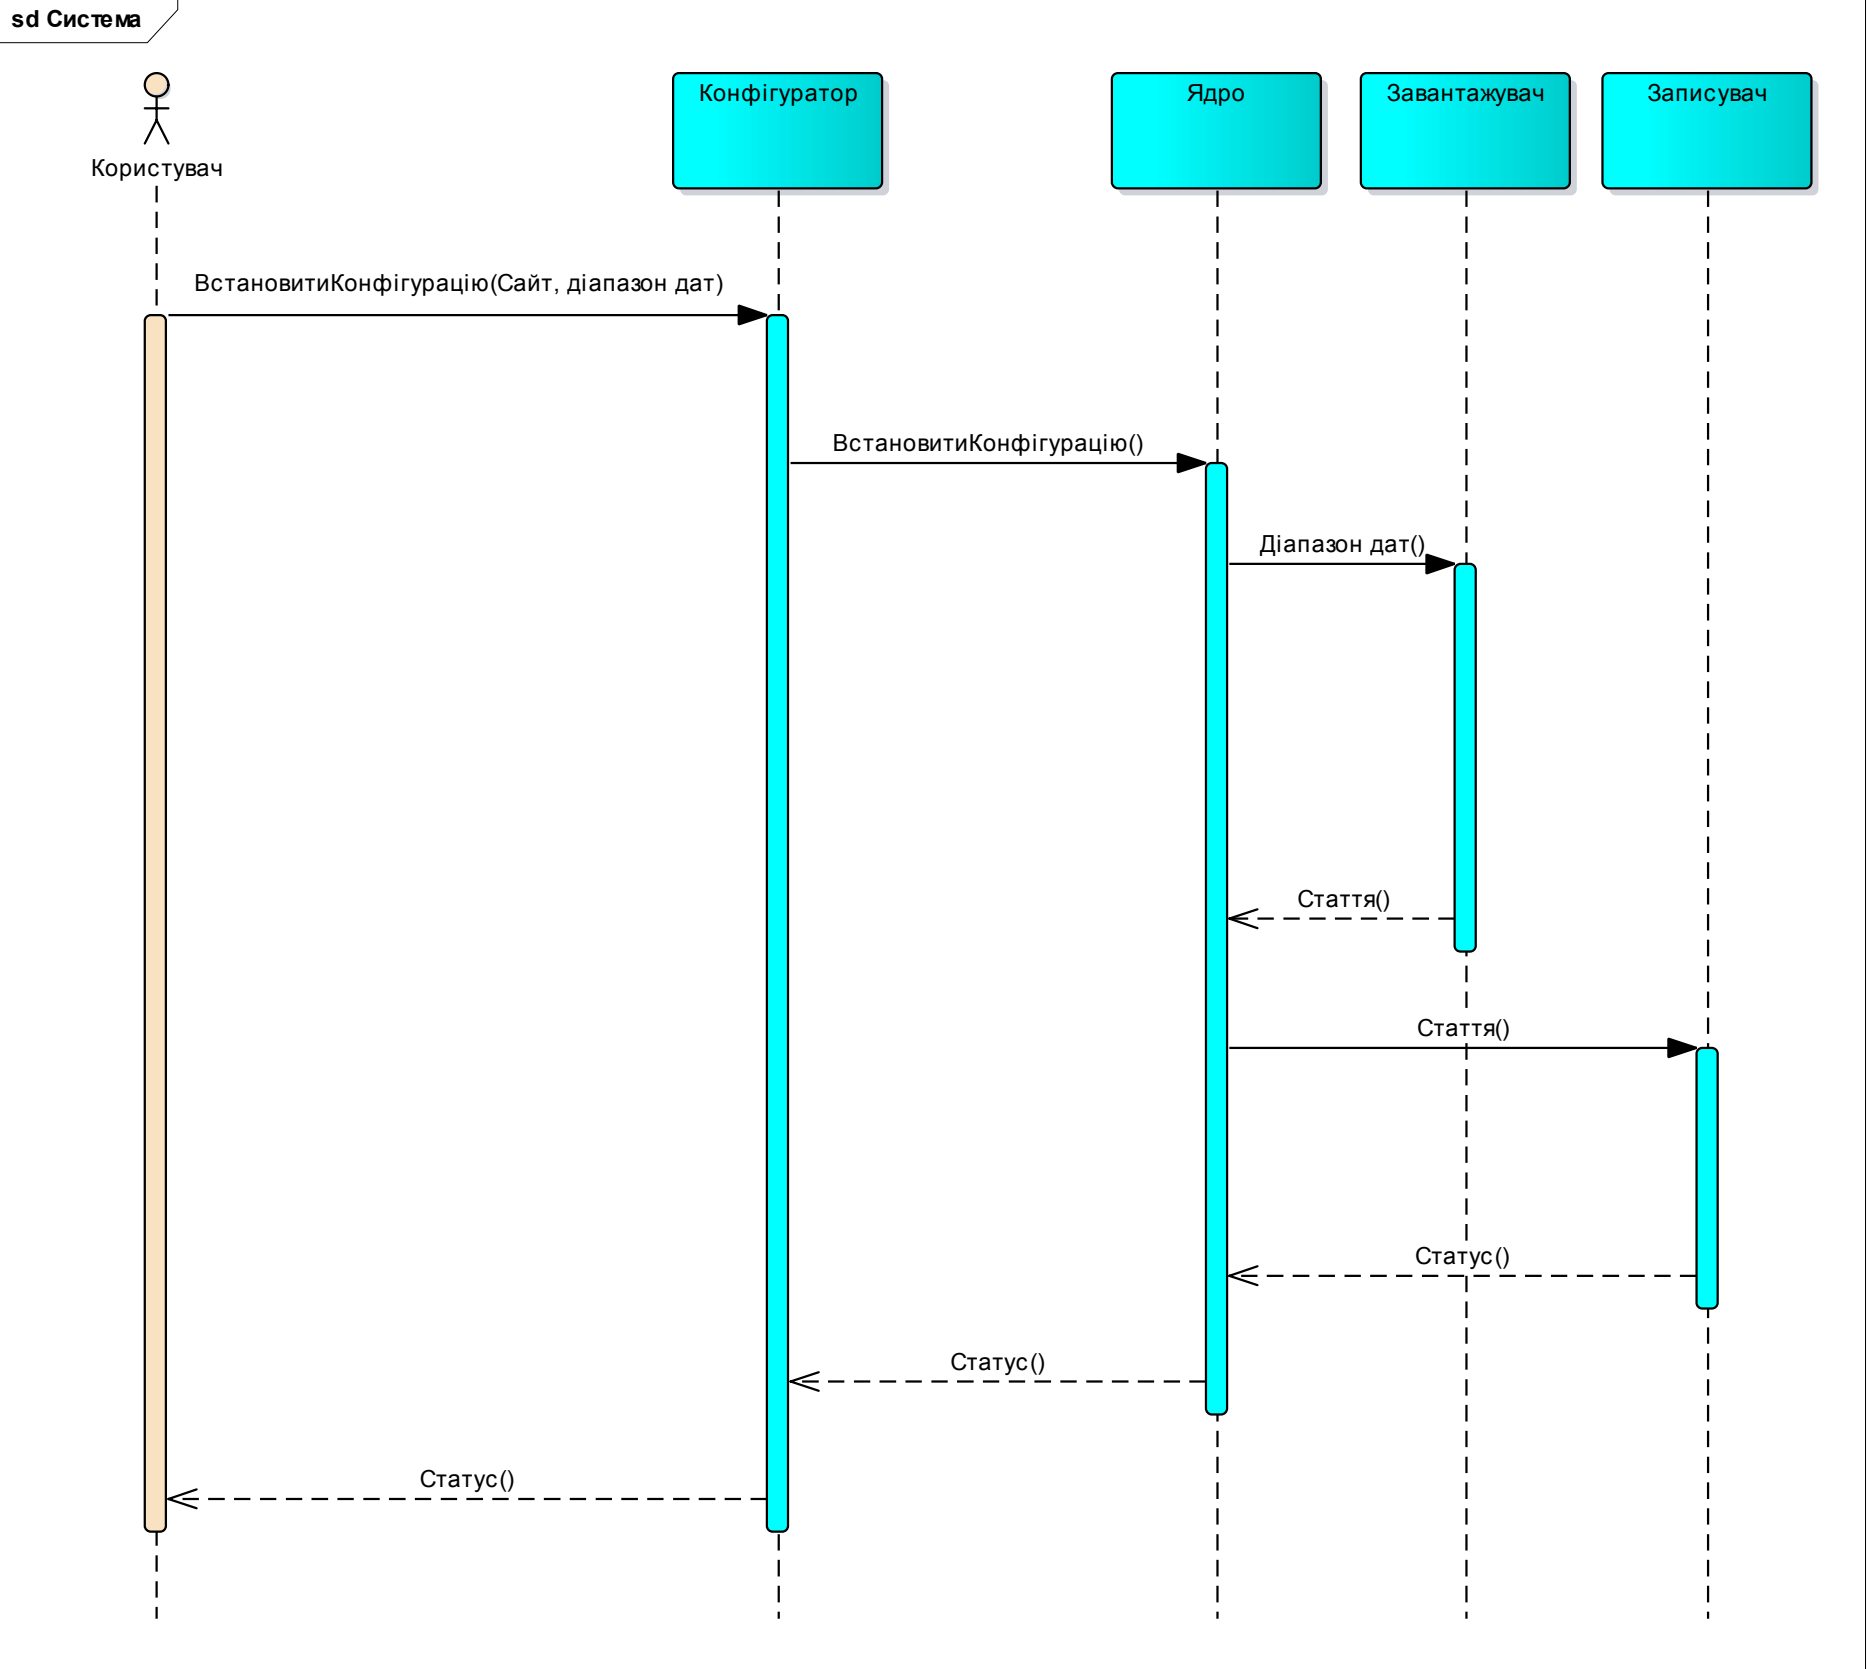 sd Система
Користувач
Конфігуратор
Ядро
Завантажувач
Записувач
ВстановитиКонфігурацію(Сайт, діапазон дат)
ВстановитиКонфігурацію()
Діапазон дат()
Стаття()
Стаття()
Статус()
Статус()
Статус()